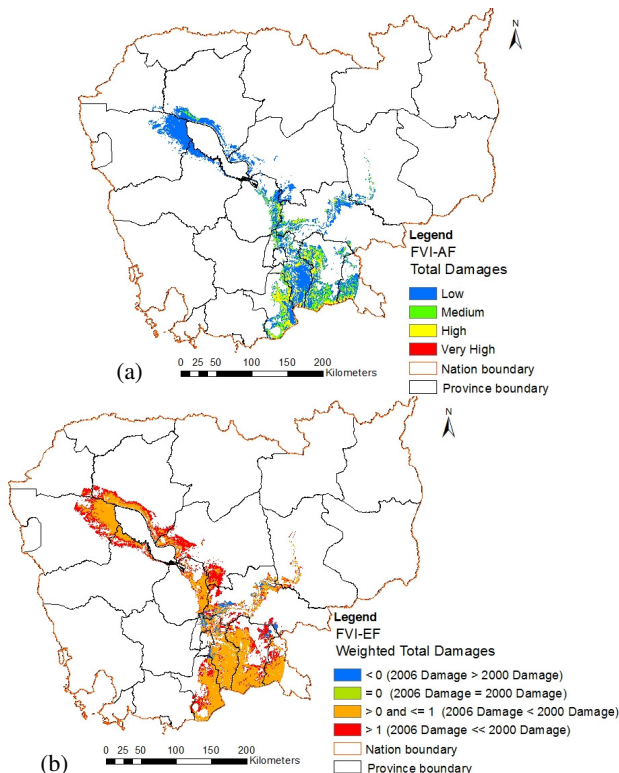 N
Legend
FVI-AF
Total Damages
Low
Medium
High
Very High
Nation boundary
Province boundary
(a)
0 25 50 100 150 200
Kilometers
N
Legend
FVI-EF
Weighted Total Damages
< 0 (2006 Damage > 2000 Damage)
= 0 (2006 Damage = 2000 Damage)
> 0 and <= 1 (2006 Damage < 2000 Damage)
> 1 (2006 Damage << 2000 Damage)
Nation boundary
Province boundary
(b)
0 25 50 100 150 200
Kilometers